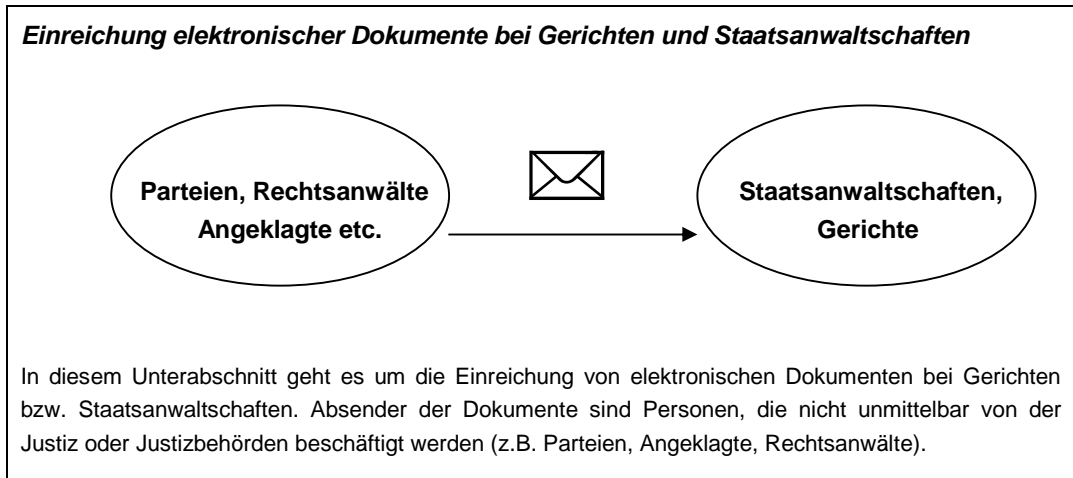 Einreichung elektronischer Dokumente bei Gerichten und Staatsanwaltschaften
Parteien, Rechtsanwälte
Angeklagte etc.
Staatsanwaltschaften,
Gerichte
In diesem Unterabschnitt geht es um die Einreichung von elektronischen Dokumenten bei Gerichten
bzw. Staatsanwaltschaften. Absender der Dokumente sind Personen, die nicht unmittelbar von der
Justiz oder Justizbehörden beschäftigt werden (z.B. Parteien, Angeklagte, Rechtsanwälte).